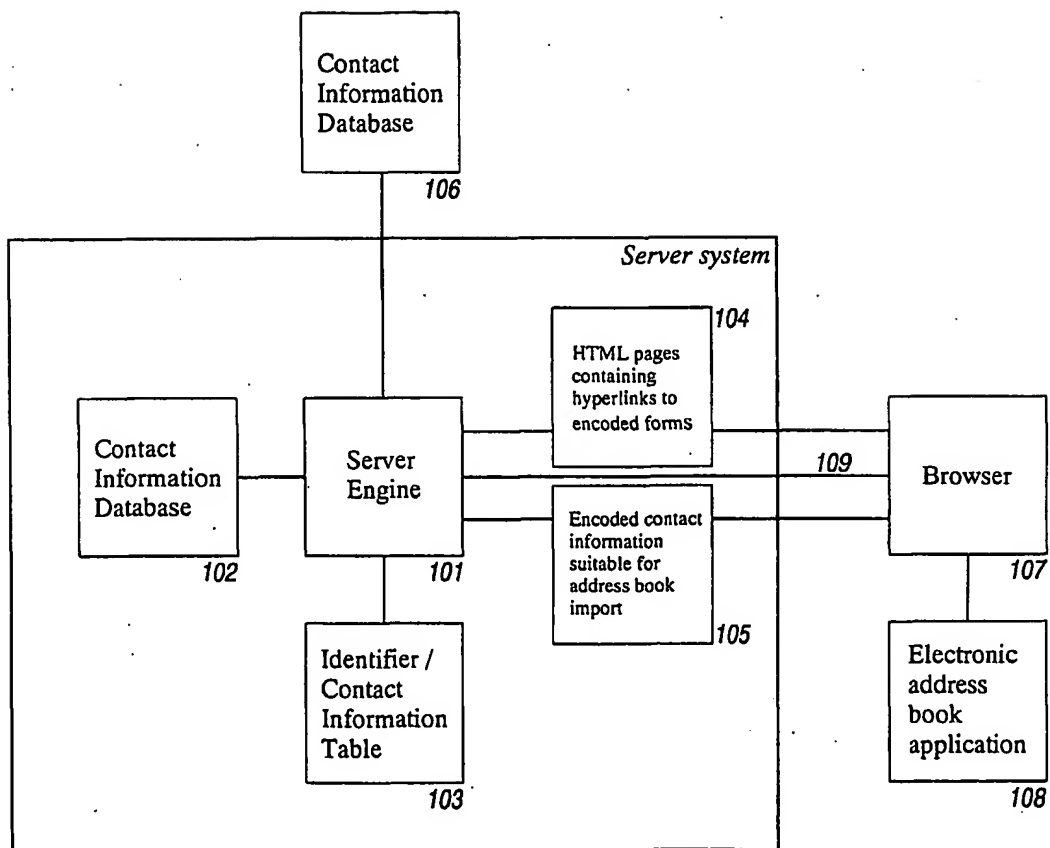 Contact
Information
Database
106
Server system
104
HTML pages
containing
hyperlinks to
encoded forms
Contact
Information
Database
102
Server
Engine
101
109
Browser
107
Encoded contact
information
suitable for
address book
import
105
Identifier /
Contact
Information
Table
103
Electronic
address
book
application
108